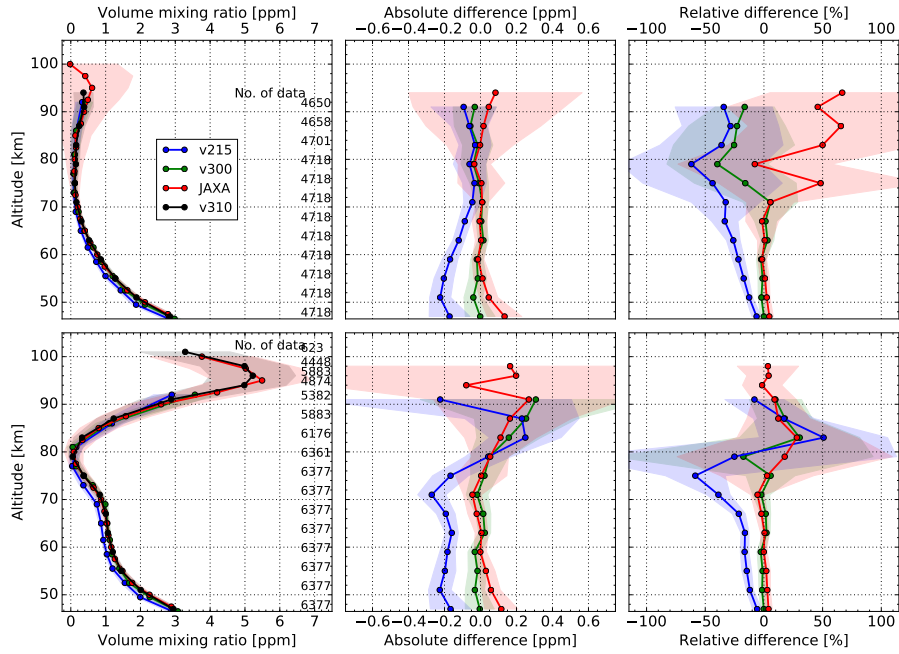 Volume mixing ratio [ppm]
Absolute difference [ppm]
Relative difference [%]
0 1 2 3 4 5 6 7
−0.6 −0.4 −0.2 0.0 0.2 0.4 0.6
−100 −50 0 50 100
Altitude [km]
100
90
80
70
60
50
No. of data
4650
4658
4701
4718
4718
4718
4718
4718
4718
4718
4718
4718
v215
v300
JAXA
v310
Altitude [km]
100
90
80
70
60
50
No. of data
623
4448
5883
4874
5382
5883
6176
6361
6377
6377
6377
6377
6377
6377
6377
6377
0 1 2 3 4 5 6 7
−0.6 −0.4 −0.2 0.0 0.2 0.4 0.6
−100 −50 0 50 100
Volume mixing ratio [ppm]
Absolute difference [ppm]
Relative difference [%]